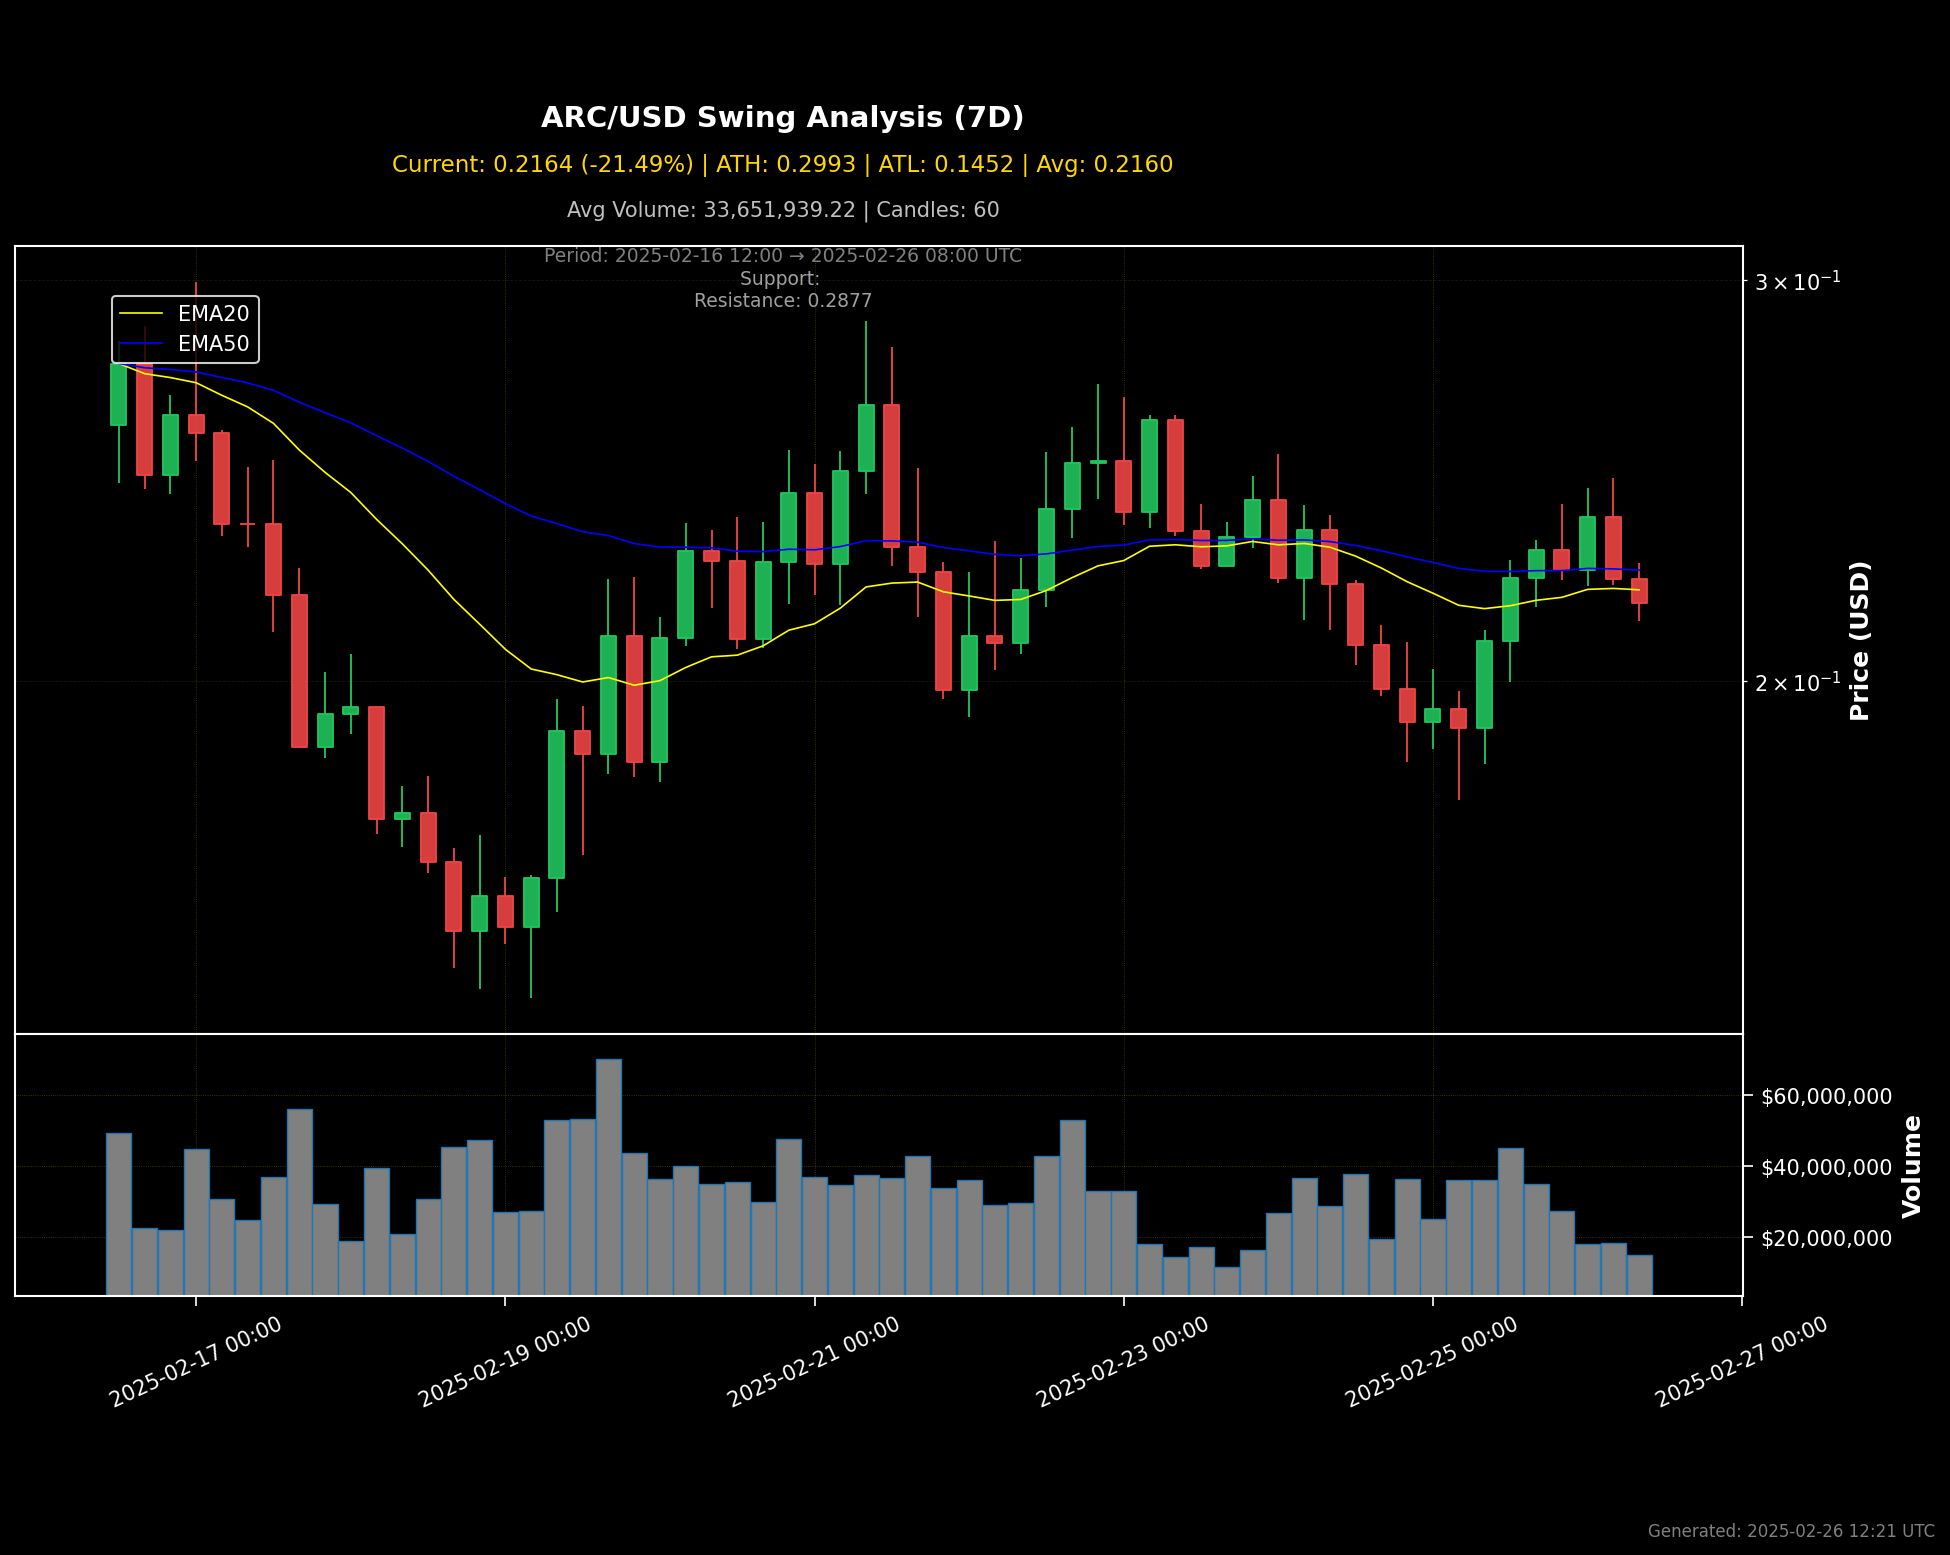 ARC/USD Swing Analysis (7D)
Current: 0.2164 (-21.49%) | ATH: 0.2993 | ATL: 0.1452 | Avg: 0.2160
Avg Volume: 33,651,939.22 | Candles: 60
Period: 2025-02-16 12:00 → 2025-02-26 08:00 UTC
Support:
Resistance: 0.2877
EMA20
EMA50
3 × 10⁻¹
2 × 10⁻¹
Price (USD)
$60,000,000
$40,000,000
$20,000,000
Volume
2025-02-17 00:00
2025-02-19 00:00
2025-02-21 00:00
2025-02-23 00:00
2025-02-25 00:00
2025-02-27 00:00
Generated: 2025-02-26 12:21 UTC